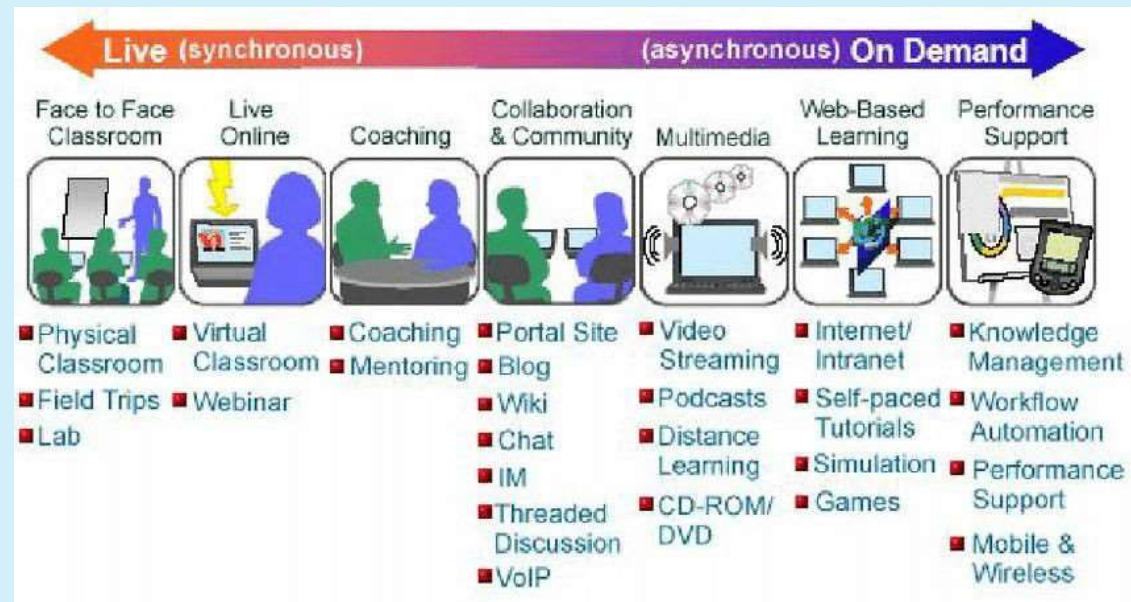 Live (synchronous) (asynchronous) On Demand
Face to Face
Classroom
Live
Online
Coaching
Collaboration
& Community
Multimedia
Web-Based
Learning
Performance
Support
Physical
Classroom
Field Trips
Lab
Virtual
Classroom
Webinar
Coaching
Mentoring
Portal Site
Blog
Wiki
Chat
IM
Threaded
Discussion
VoIP
Video
Streaming
Podcasts
Distance
Learning
CD-ROM/
DVD
Internet/
Intranet
Self-paced
Tutorials
Simulation
Games
Knowledge
Management
Workflow
Automation
Performance
Support
Mobile &
Wireless